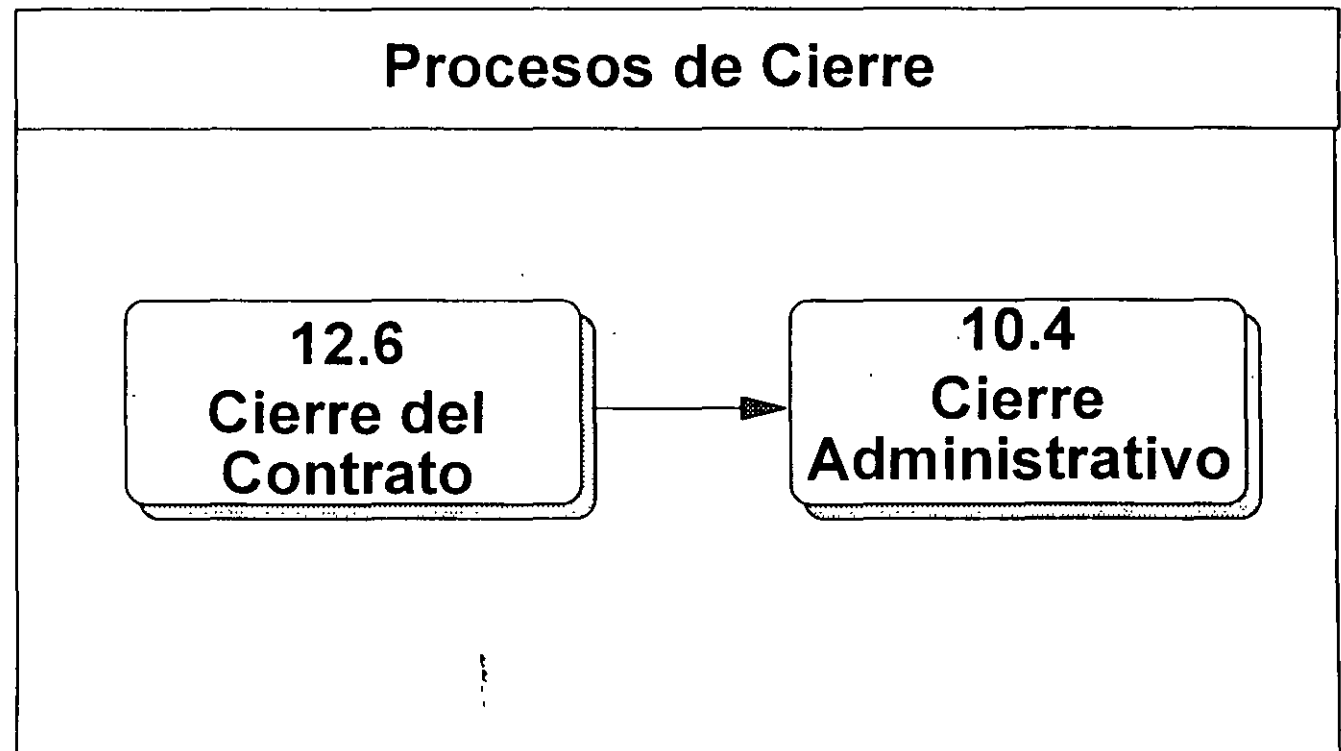 Procesos de Cierre
12.6
Cierre del
Contrato
10.4
Cierre
Administrativo